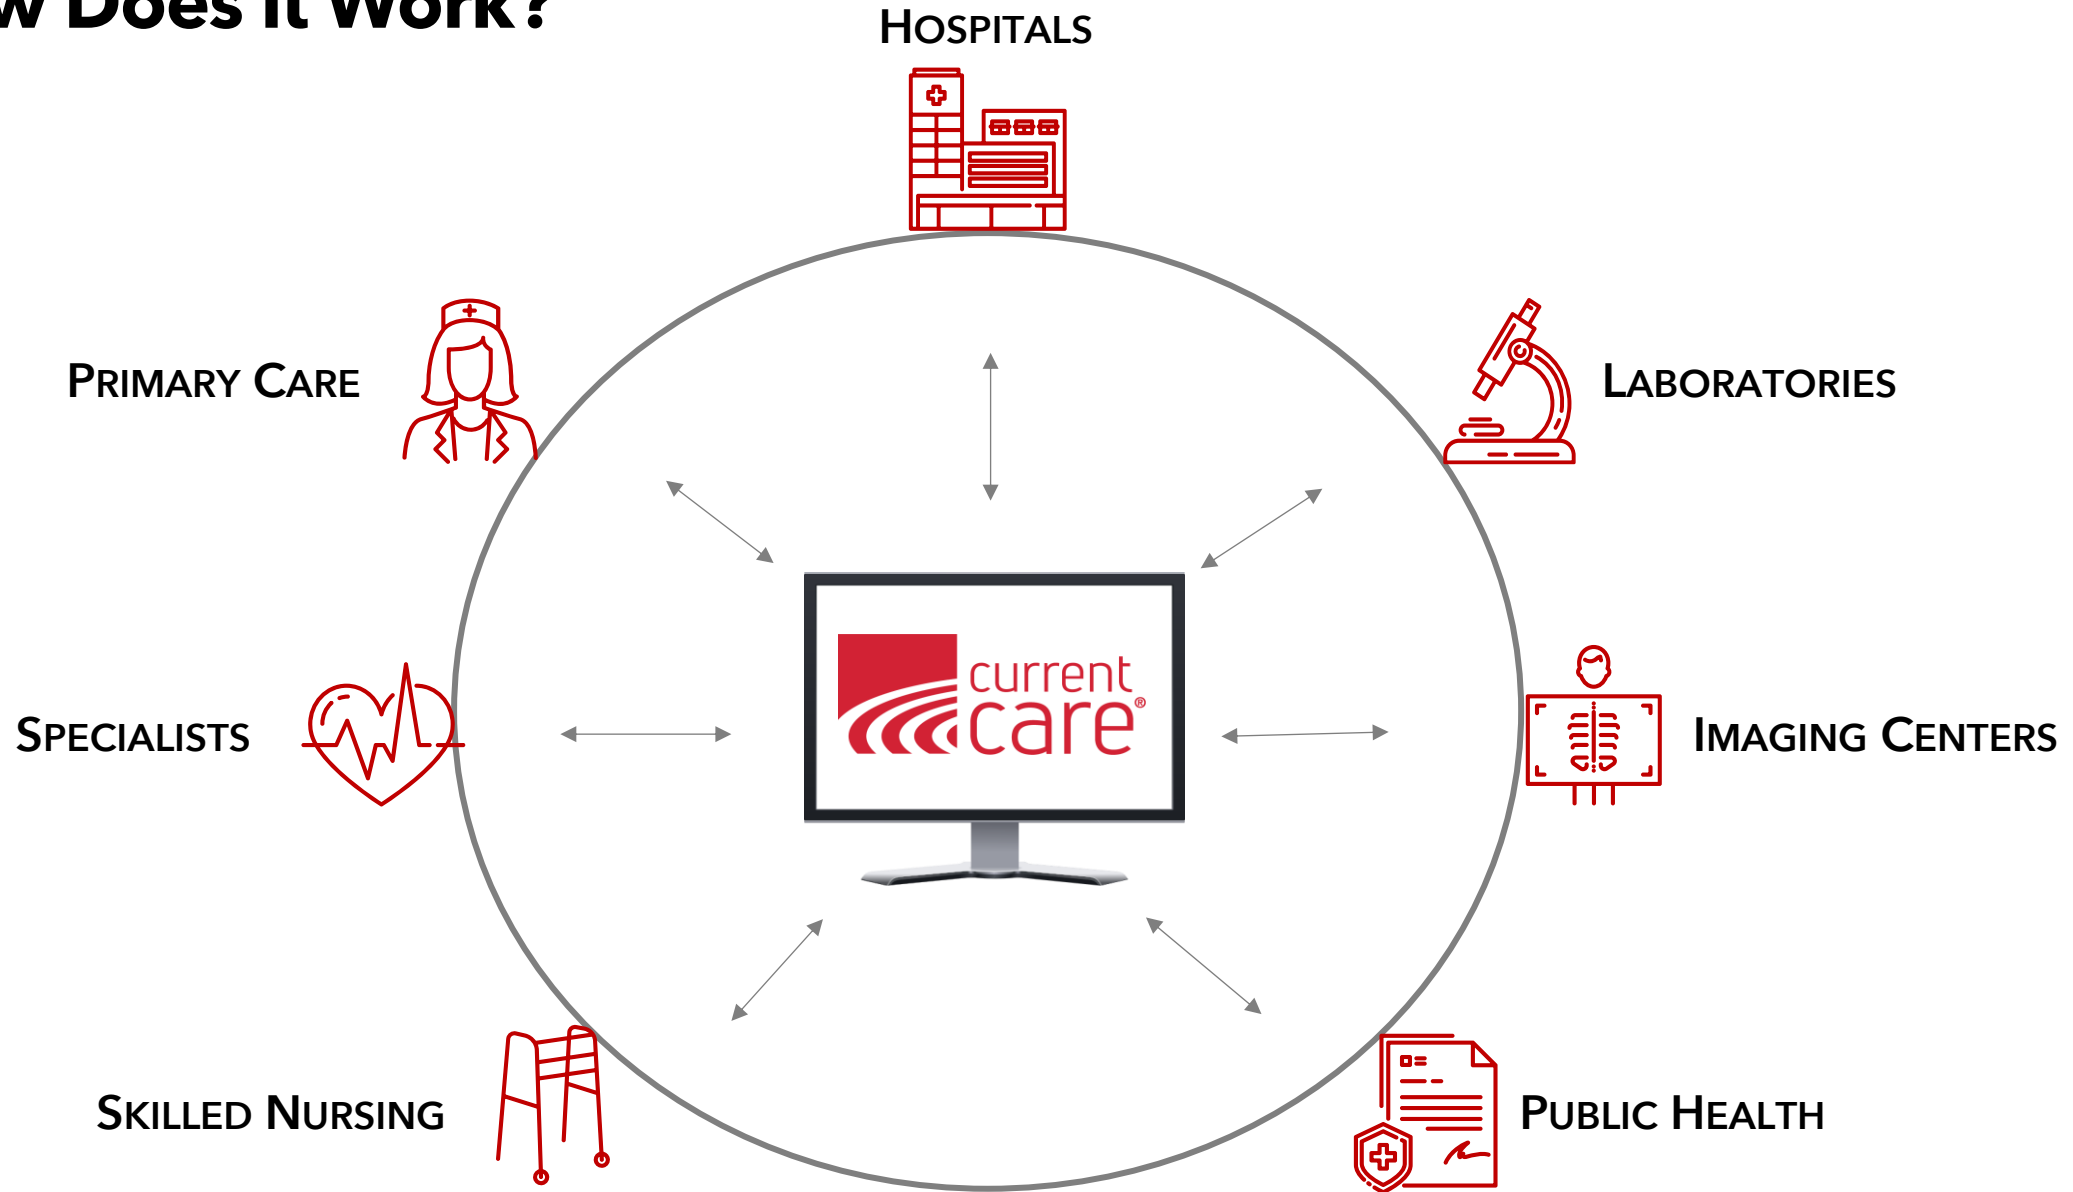 w Does it Work?
HOSPITALS
PRIMARY CARE
LABORATORIES
current
care®
SPECIALISTS
IMAGING CENTERS
SKILLED NURSING
PUBLIC HEALTH